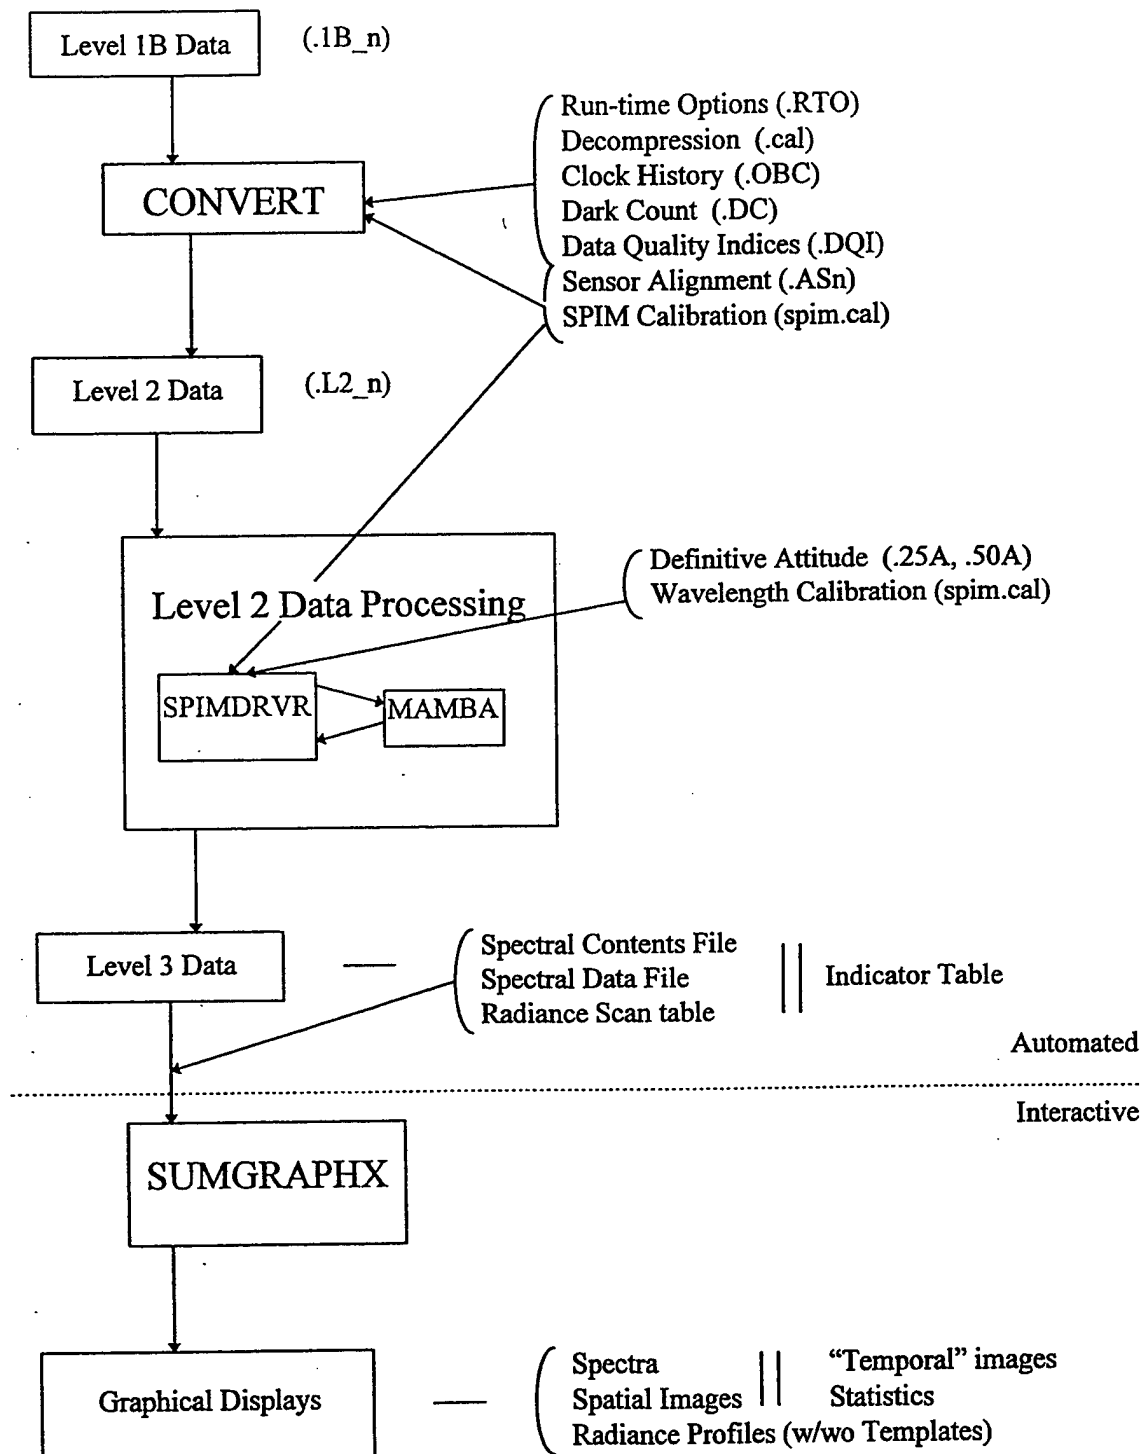 Level 1B Data (.1B_n)
Run-time Options (.RTO)
Decompression (.cal)
Clock History (.OBC)
Dark Count (.DC)
Data Quality Indices (.DQI)
Sensor Alignment (.ASn)
SPIM Calibration (spim.cal)
CONVERT
Level 2 Data (.L2_n)
Definitive Attitude (.25A, .50A)
Wavelength Calibration (spim.cal)
Level 2 Data Processing
SPIMDRVR
MAMBA
Level 3 Data
Spectral Contents File
Spectral Data File
Radiance Scan table
Indicator Table
Automated
Interactive
SUMGRAPHX
Graphical Displays
Spectra
Spatial Images
Radiance Profiles (w/wo Templates)
“Temporal” images
Statistics